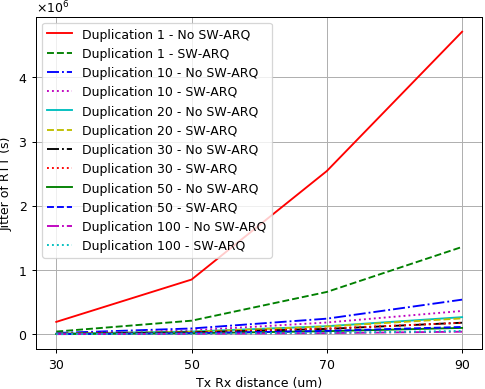 ×10⁶
Duplication 1 - No SW-ARQ
Duplication 1 - SW-ARQ
Duplication 10 - No SW-ARQ
Duplication 10 - SW-ARQ
Duplication 20 - No SW-ARQ
Duplication 20 - SW-ARQ
Duplication 30 - No SW-ARQ
Duplication 30 - SW-ARQ
Duplication 50 - No SW-ARQ
Duplication 50 - SW-ARQ
Duplication 100 - No SW-ARQ
Duplication 100 - SW-ARQ
Jitter of RTT (s)
4
3
2
1
0
30
50
70
90
Tx Rx distance (um)